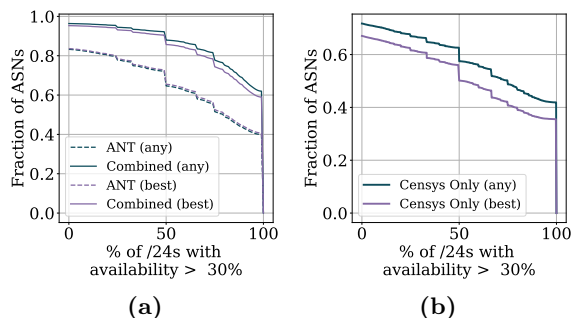 Fraction of ASNs
1.0
0.8
0.6
0.4
0.2
0.0
ANT (any)
Combined (any)
ANT (best)
Combined (best)
0
50
100
% of /24s with
availability > 30%
(a)
Fraction of ASNs
0.6
0.4
0.2
0.0
Censys Only (any)
Censys Only (best)
0
50
100
% of /24s with
availability > 30%
(b)